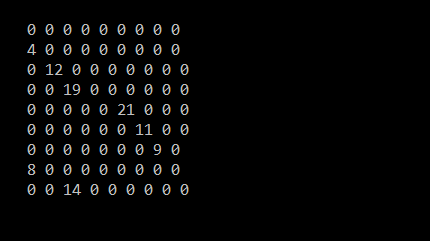 0 0 0 0 0 0 0 0 0
4 0 0 0 0 0 0 0 0
0 12 0 0 0 0 0 0 0
0 0 19 0 0 0 0 0 0
0 0 0 0 0 21 0 0 0
0 0 0 0 0 0 11 0 0
0 0 0 0 0 0 0 9 0
8 0 0 0 0 0 0 0 0
0 0 14 0 0 0 0 0 0